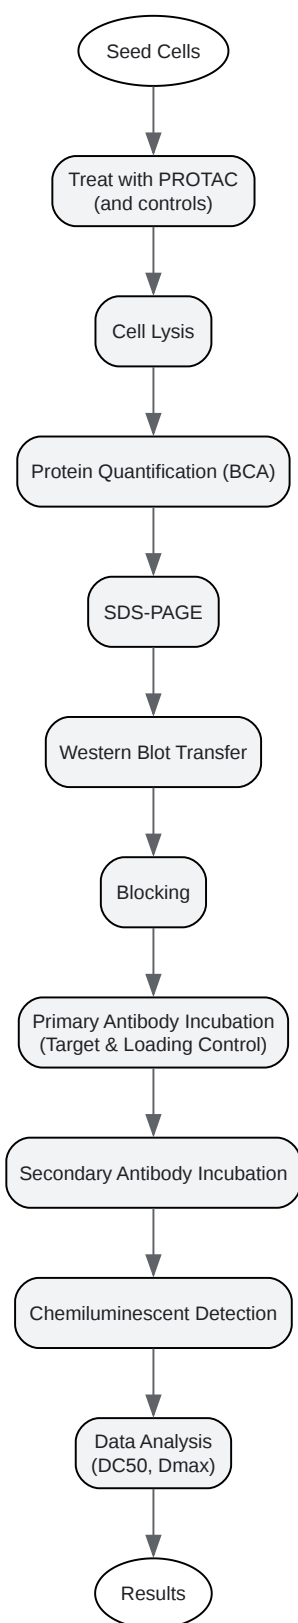 Seed Cells
Treat with PROTAC
(and controls)
Cell Lysis
Protein Quantification (BCA)
SDS-PAGE
Western Blot Transfer
Blocking
Primary Antibody Incubation
(Target & Loading Control)
Secondary Antibody Incubation
Chemiluminescent Detection
Data Analysis
(DC50, Dmax)
Results